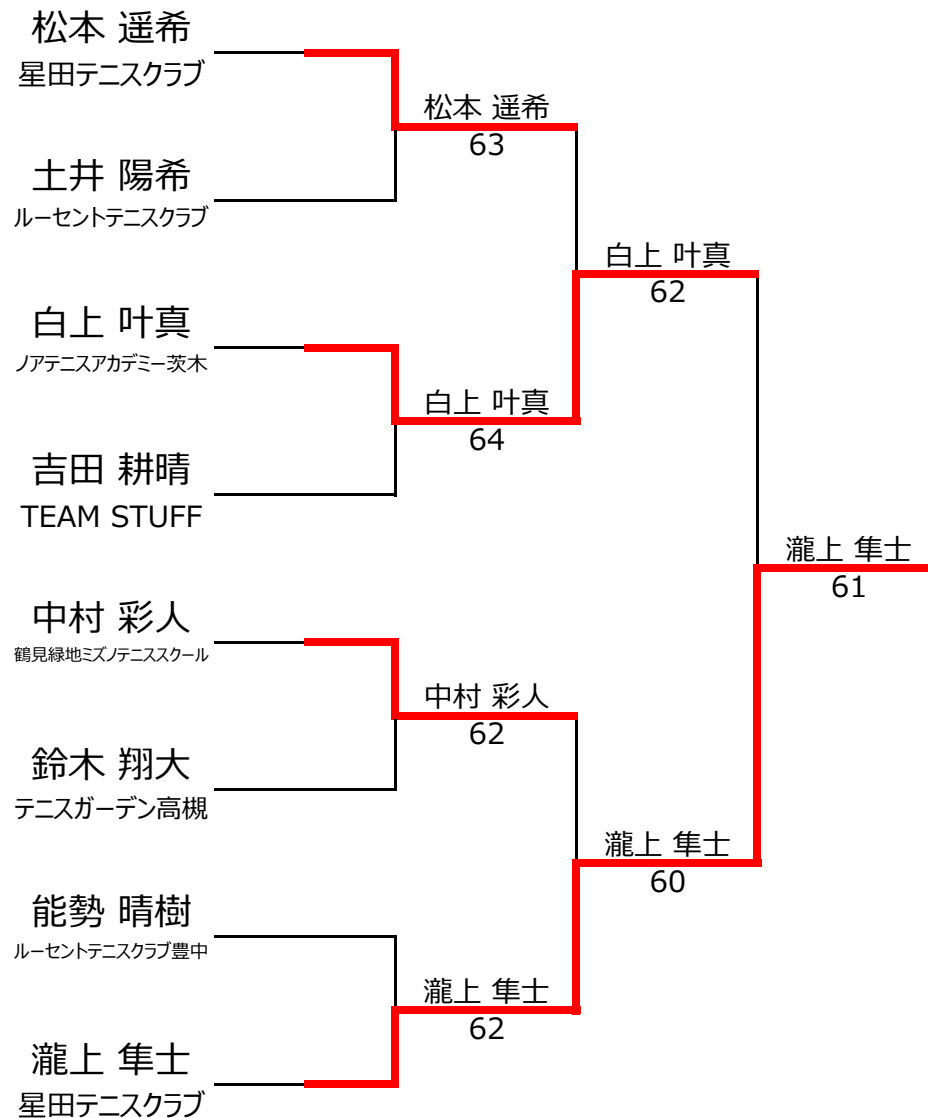 松本 遥希
星田テニスクラブ
松本 遥希
63
土井 陽希
ルーセントテニスクラブ
白上 叶真
62
白上 叶真
ノアテニスアカデミー茨木
白上 叶真
64
吉田 耕晴
TEAM STUFF
瀧上 隼士
61
中村 彩人
鶴見緑地ミズノテニススクール
中村 彩人
62
鈴木 翔大
テニスガーデン高槻
瀧上 隼士
60
能勢 晴樹
ルーセントテニスクラブ豊中
瀧上 隼士
62
瀧上 隼士
星田テニスクラブ